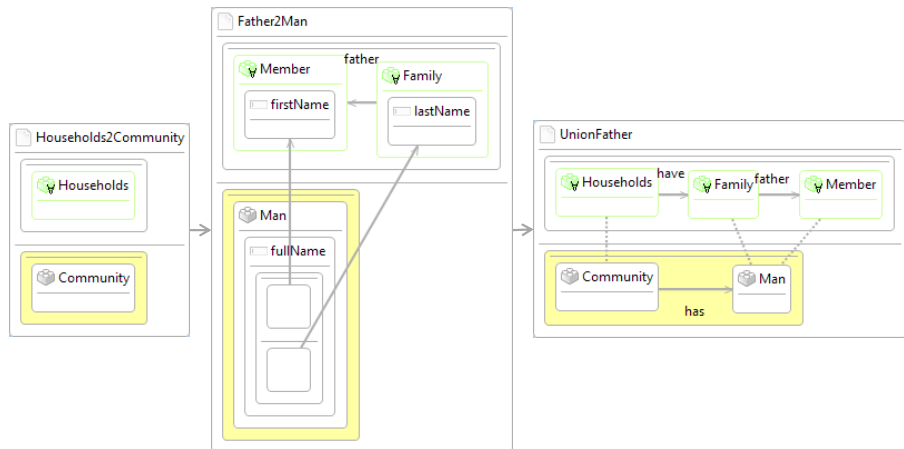 Households2Community
Households
Community
Father2Man
Member
father
Family
firstName
lastName
Man
fullName
UnionFather
Households
have
Family
father
Member
Community
has
Man